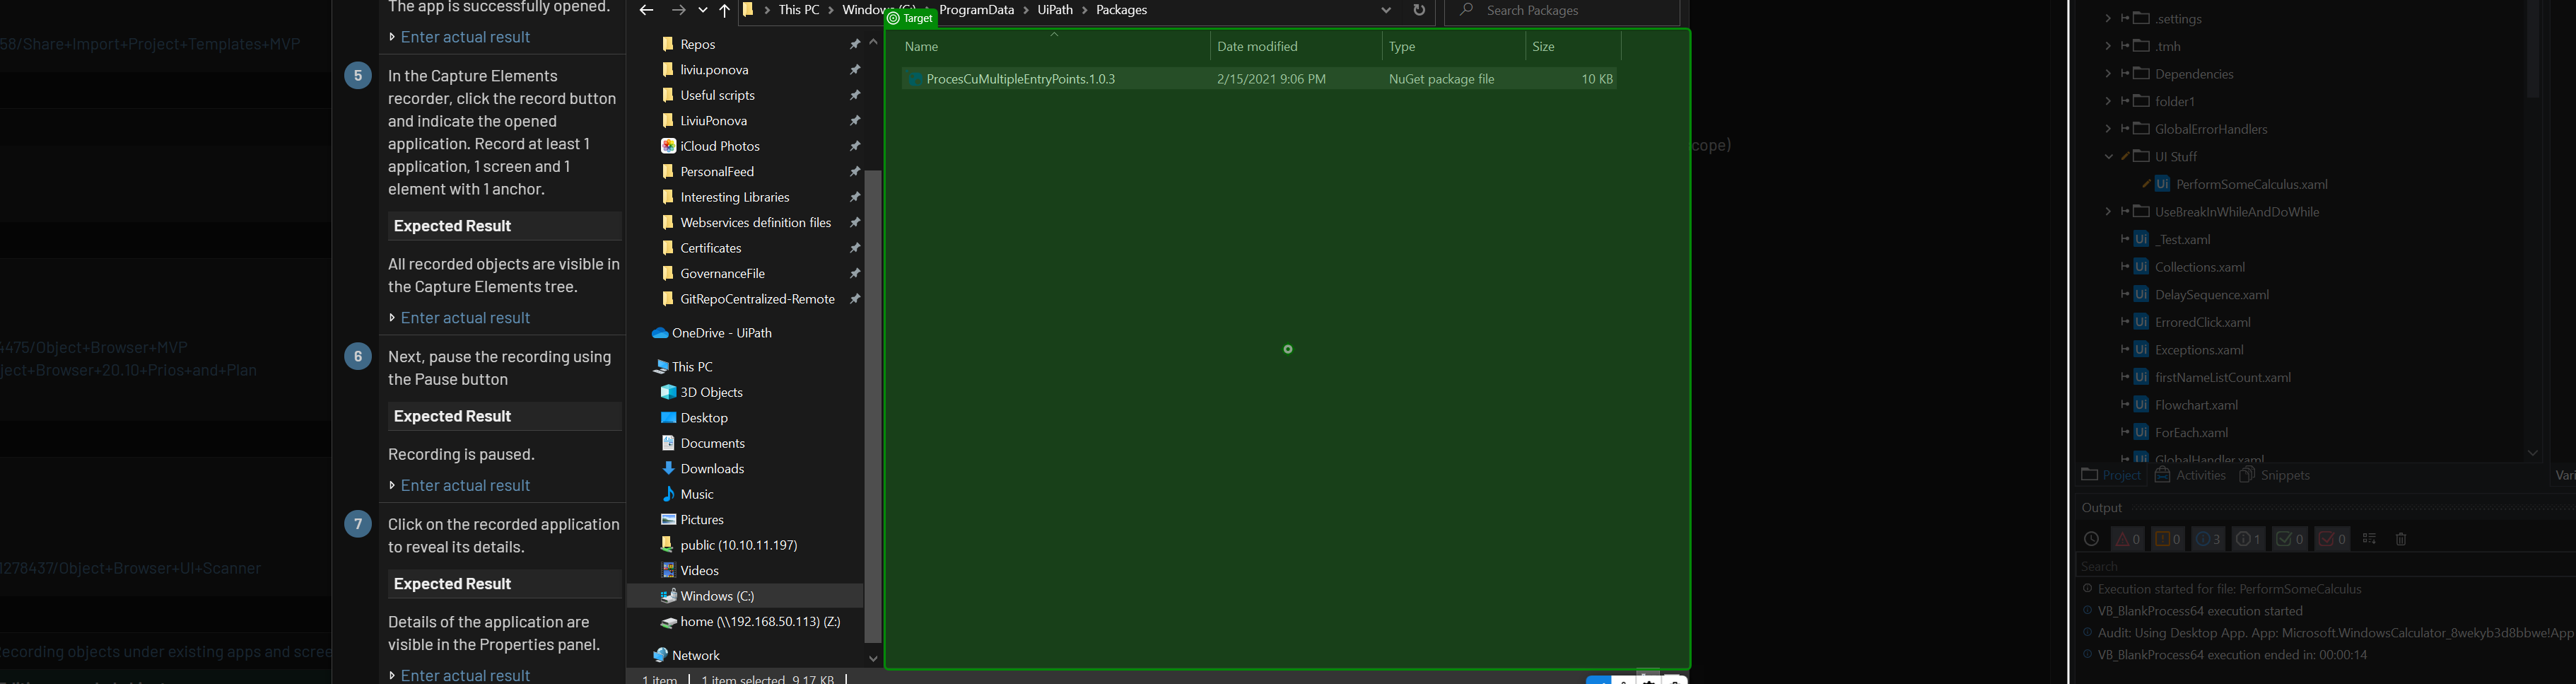 The app is successfully opened.
Enter actual result
58/Share+Import+Project+Templates+MVP
5
In the Capture Elements
recorder, click the record button
and indicate the opened
application. Record at least 1
application, 1 screen and 1
element with 1 anchor.
Expected Result
All recorded objects are visible in
the Capture Elements tree.
Enter actual result
4475/Object+Browser+MVP
ject+Browser+20.10+Prios+and+Plan
6
Next, pause the recording using
the Pause button
Expected Result
Recording is paused.
Enter actual result
7
Click on the recorded application
to reveal its details.
1278437/Object+Browser+UI+Scanner
Expected Result
Details of the application are
visible in the Properties panel.
Recording objects under existing apps and scree
Enter actual result
This PC
ProgramData
UiPath
Packages
Search Packages
Target
Repos
liviu.ponova
Useful scripts
LiviuPonova
iCloud Photos
PersonalFeed
Interesting Libraries
Webservices definition files
Certificates
GovernanceFile
GitRepoCentralized-Remote
OneDrive - UiPath
This PC
3D Objects
Desktop
Documents
Downloads
Music
Pictures
public (10.10.11.197)
Videos
Windows (C:)
home (\\192.168.50.113) (Z:)
Network
1 item 1 item selected 9.17 KB
Name Date modified Type Size
ProcesCuMultipleEntryPoints.1.0.3 2/15/2021 9:06 PM NuGet package file 10 KB
cope)
.settings
.tmh
Dependencies
folder1
GlobalErrorHandlers
UI Stuff
PerformSomeCalculus.xaml
UseBreakInWhileAndDoWhile
_Test.xaml
Collections.xaml
DelaySequence.xaml
ErroredClick.xaml
Exceptions.xaml
firstNameListCount.xaml
Flowchart.xaml
ForEach.xaml
GlobalHandler.xaml
Project Activities Snippets
Vari
Output
0 0 3 1 0 0
Search
Execution started for file: PerformSomeCalculus
VB_BlankProcess64 execution started
Audit: Using Desktop App. App: Microsoft.WindowsCalculator_8wekyb3d8bbwe!App
VB_BlankProcess64 execution ended in: 00:00:14